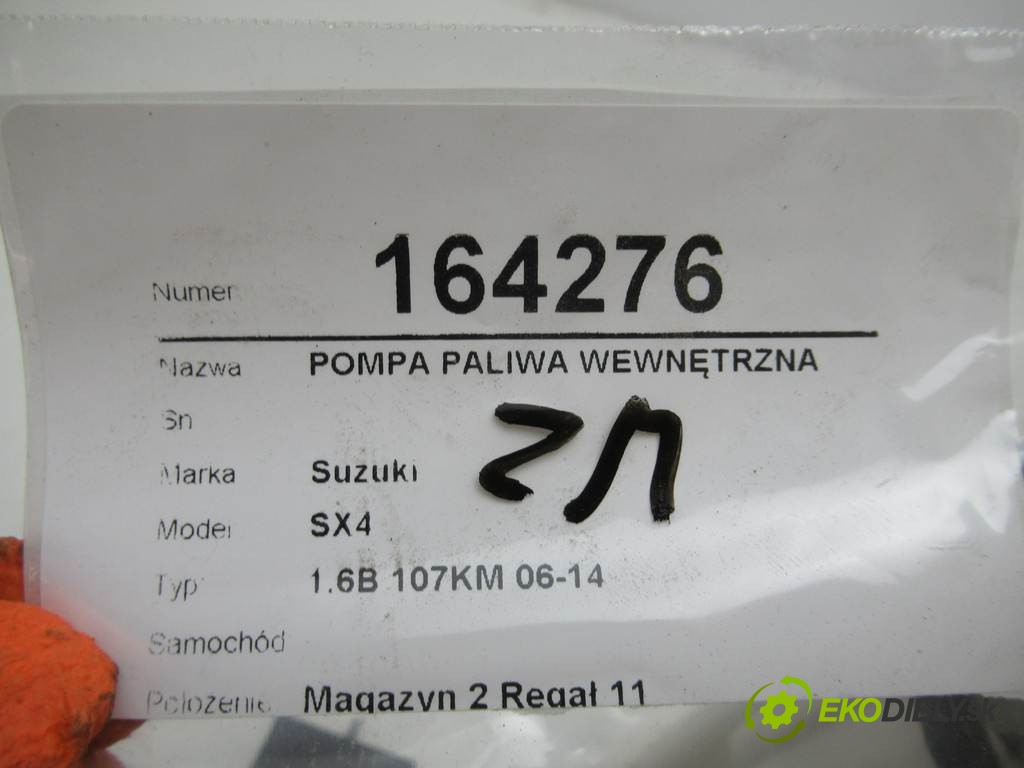 Numer 164276
Nazwa POMPA PALIWA WEWNĘTRZNA
Sn
Marka Suzuki
Model SX4
Typ 1.6B 107KM 06-14
Samochód
Położenie Magazyn 2 Regał 11
EKODIELY.SK